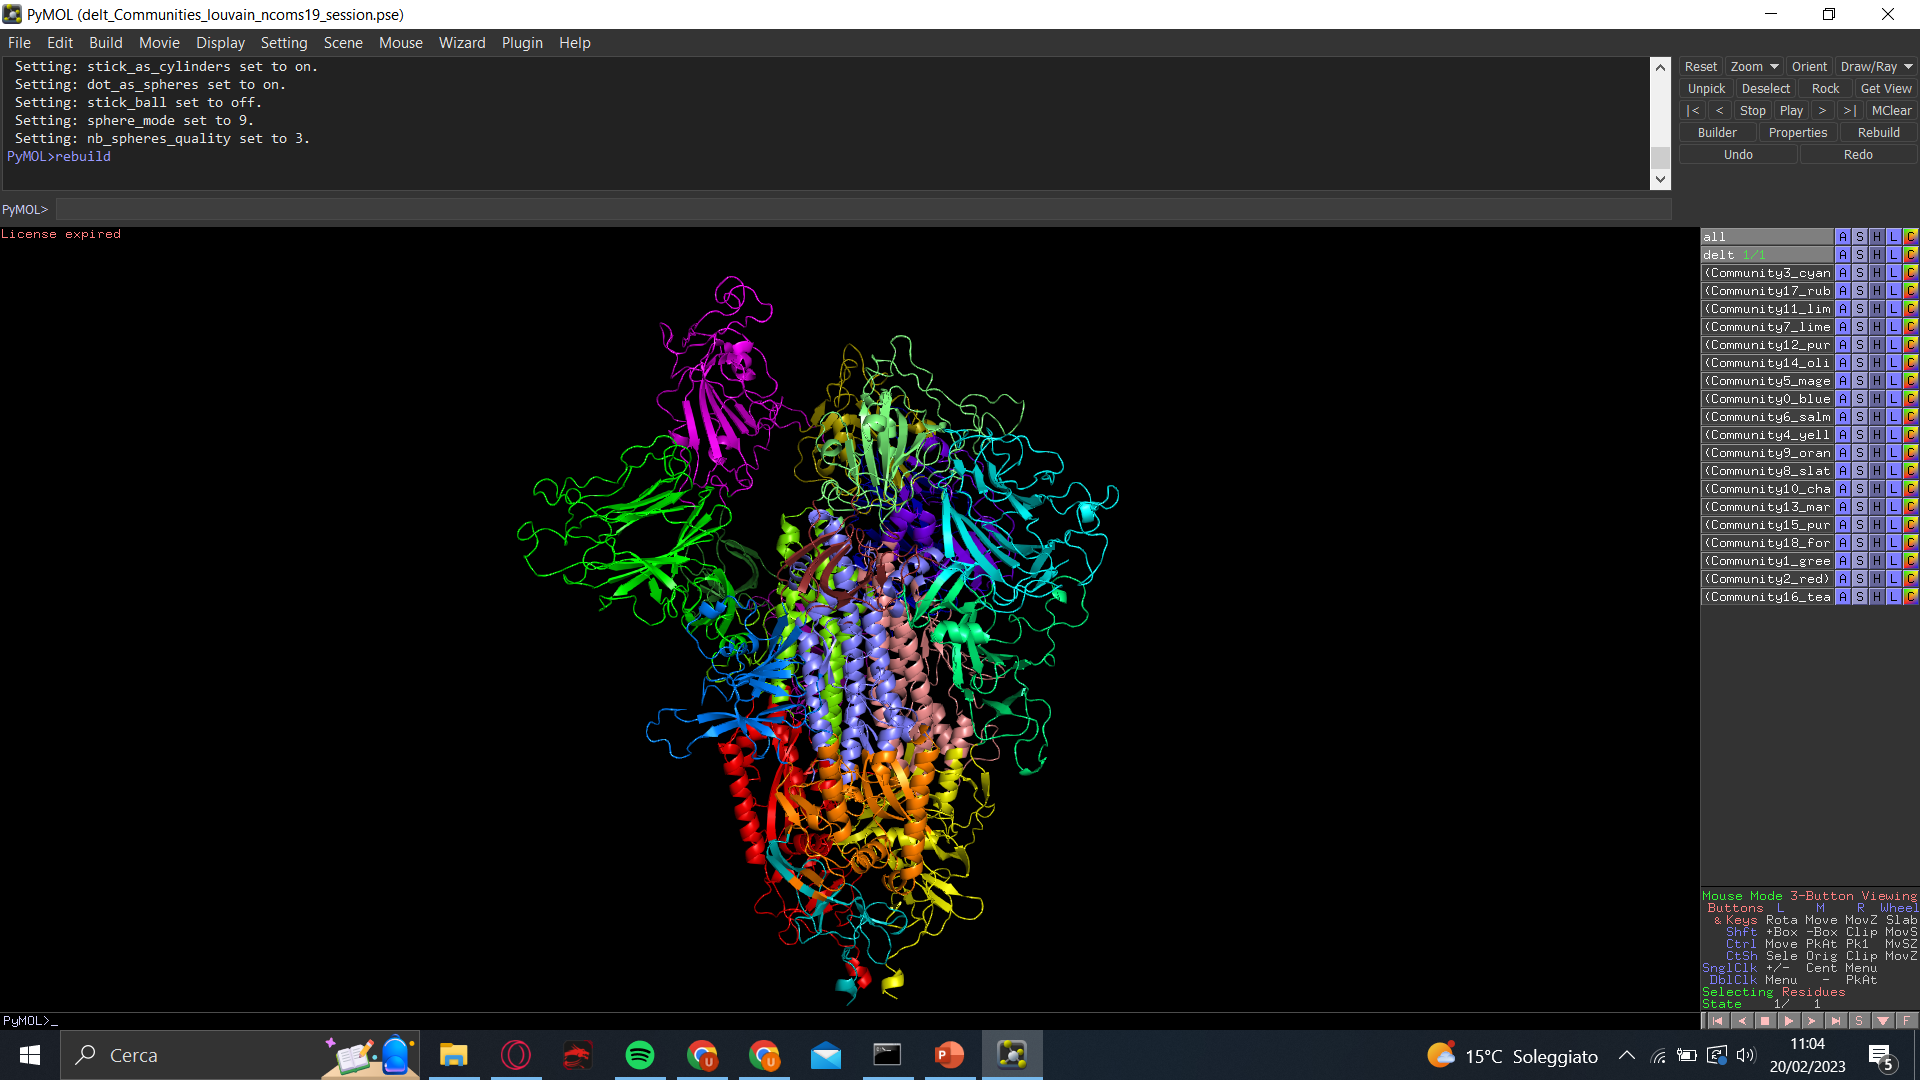 PyMOL (delt_Communities_louvain_ncoms19_session.pse)
File Edit Build Movie Display Setting Scene Mouse Wizard Plugin Help
Setting: stick_as_cylinders set to on.
Setting: dot_as_spheres set to on.
Setting: stick_ball set to off.
Setting: sphere_mode set to 9.
Setting: nb_spheres_quality set to 3.
PyMOL>rebuild
PyMOL>
Reset Zoom Orient Draw/Ray
Unpick Deselect Rock Get View
|< < Stop Play > >| MClear
Builder Properties Rebuild
Undo Redo
License expired
all A S H L C
delt 1/1 A S H L C
(Community3_cyan A S H L C
(Community17_rub A S H L C
(Community11_lim A S H L C
(Community7_lime A S H L C
(Community12_pur A S H L C
(Community14_oli A S H L C
(Community5_mage A S H L C
(Community0_blue A S H L C
(Community6_salm A S H L C
(Community4_yell A S H L C
(Community9_oran A S H L C
(Community8_slat A S H L C
(Community10_cha A S H L C
(Community13_mar A S H L C
(Community15_pur A S H L C
(Community18_for A S H L C
(Community1_gree A S H L C
(Community2_red) A S H L C
(Community16_tea A S H L C
Mouse Mode 3-Button Viewing
Buttons L M R Wheel
& Keys Rota Move MovZ Slab
Shft +Box -Box Clip MovS
Ctrl Move PkAt Pk1 MvSZ
CtSh Sele Orig Clip MovZ
SnglClk +/- Cent Menu
DblClk Menu - PkAt
Selecting Residues
State 1/ 1
S F
PyMOL>_
Cerca
15°C Soleggiato
11:04
20/02/2023
5